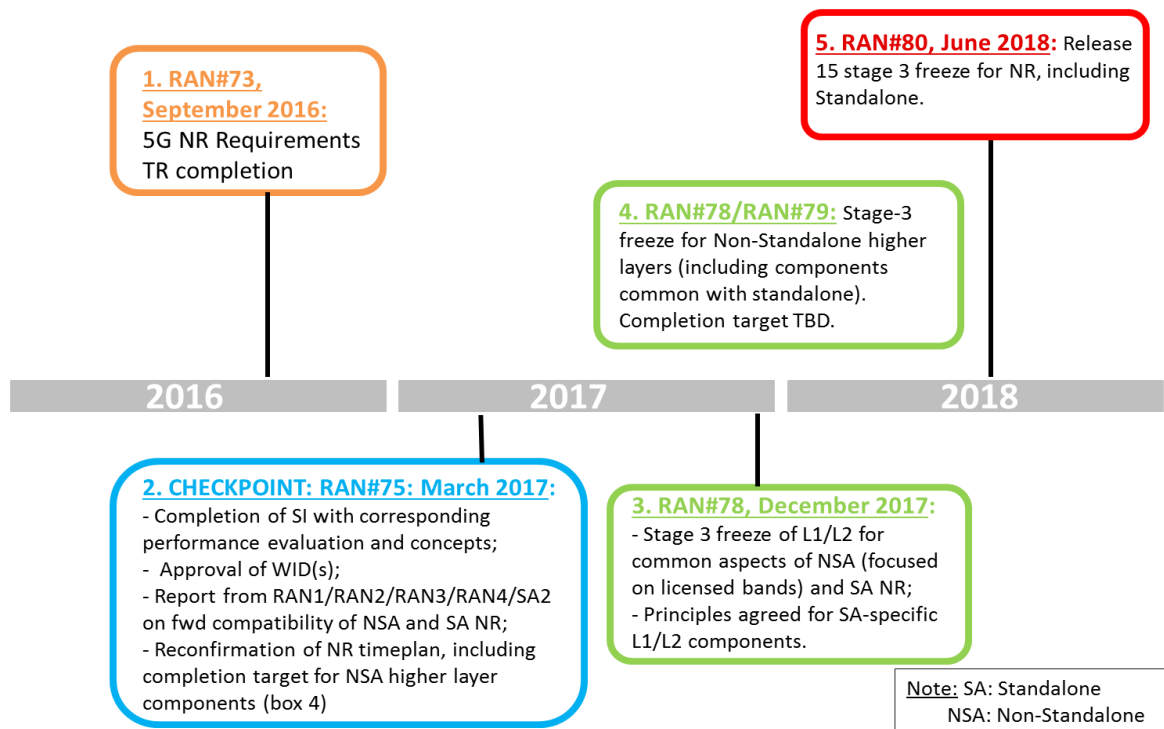 1. RAN#73,
September 2016:
5G NR Requirements
TR completion
5. RAN#80, June 2018: Release
15 stage 3 freeze for NR, including
Standalone.
4. RAN#78/RAN#79: Stage-3
freeze for Non-Standalone higher
layers (including components
common with standalone).
Completion target TBD.
2016
2017
2018
2. CHECKPOINT: RAN#75: March 2017:
- Completion of SI with corresponding
performance evaluation and concepts;
- Approval of WID(s);
- Report from RAN1/RAN2/RAN3/RAN4/SA2
on fwd compatibility of NSA and SA NR;
- Reconfirmation of NR timeplan, including
completion target for NSA higher layer
components (box 4)
3. RAN#78, December 2017:
- Stage 3 freeze of L1/L2 for
common aspects of NSA (focused
on licensed bands) and SA NR;
- Principles agreed for SA-specific
L1/L2 components.
Note: SA: Standalone
NSA: Non-Standalone